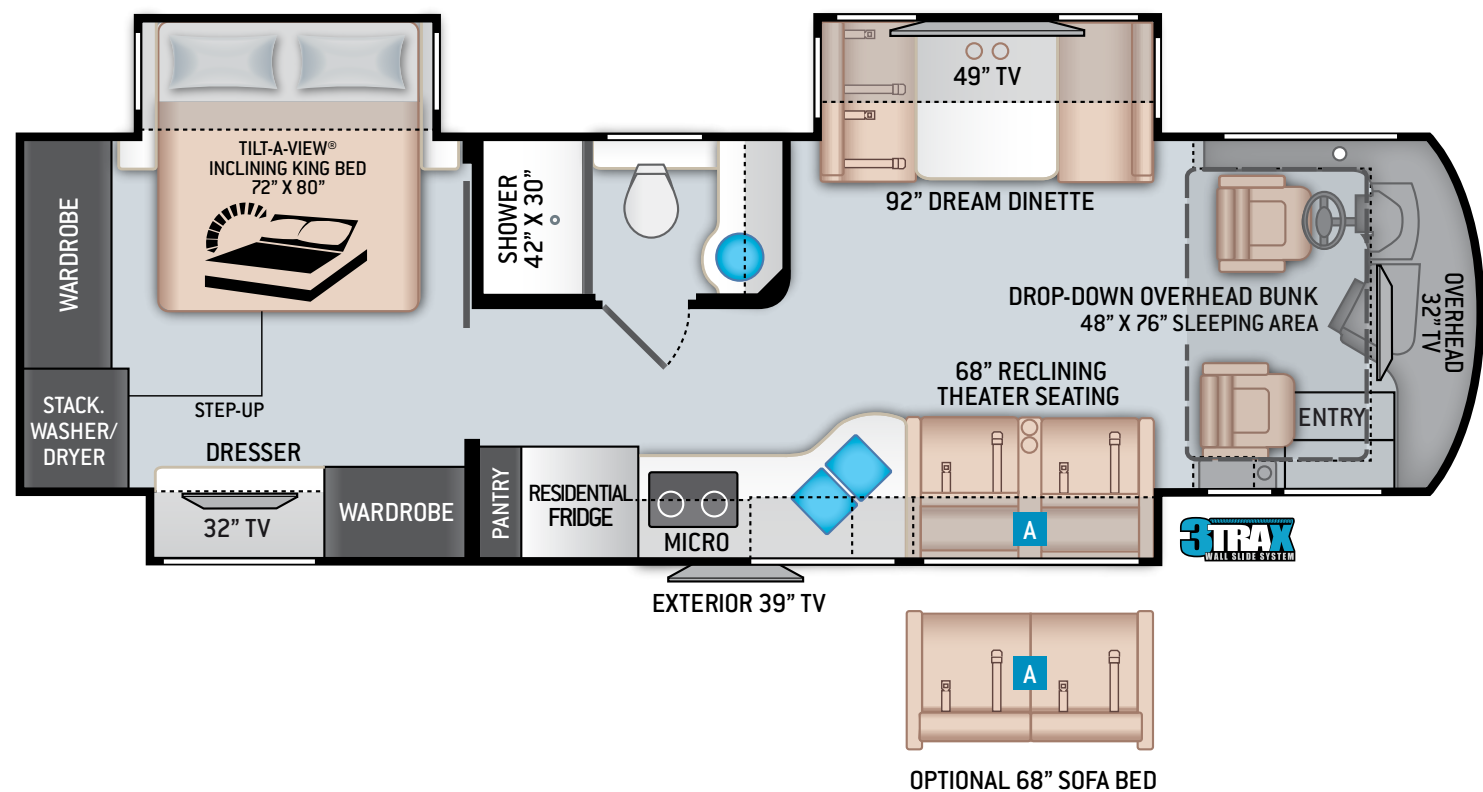 TILT-A-VIEW®
INCLINING KING BED
72” X 80”
WARDROBE
STACK.
WASHER/
DRYER
STEP-UP
DRESSER
32” TV
WARDROBE
SHOWER
42” X 30”
PANTRY
RESIDENTIAL
FRIDGE
MICRO
EXTERIOR 39” TV
49” TV
92” DREAM DINETTE
DROP-DOWN OVERHEAD BUNK
48” X 76” SLEEPING AREA
68” RECLINING
THEATER SEATING
A
ENTRY
OVERHEAD
32” TV
3TRAX
WALL SLIDE SYSTEM
A
OPTIONAL 68” SOFA BED